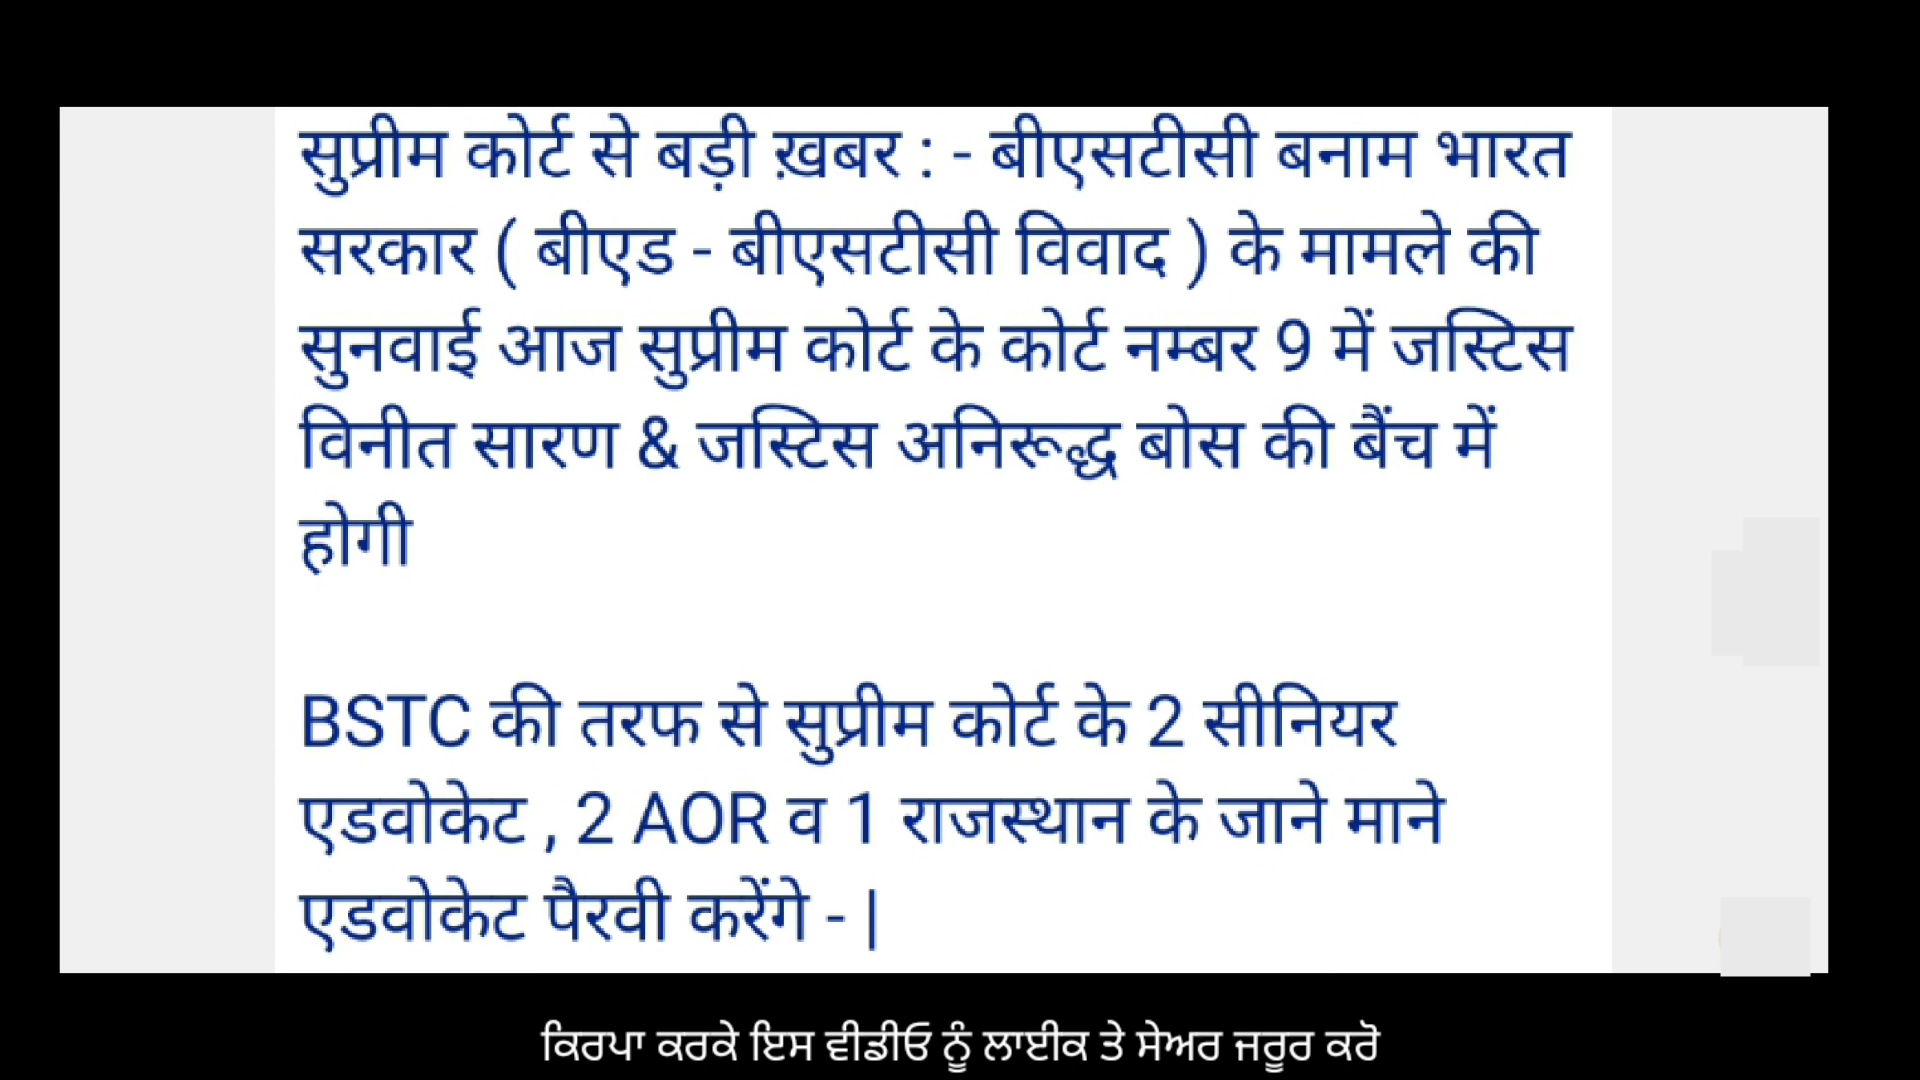 सुप्रीम कोर्ट से बड़ी ख़बर : - बीएसटीसी बनाम भारत
सरकार ( बीएड - बीएसटीसी विवाद ) के मामले की
सुनवाई आज सुप्रीम कोर्ट के कोर्ट नम्बर 9 में जस्टिस
विनीत सारण & जस्टिस अनिरूद्ध बोस की बैंच में
होगी
BSTC की तरफ से सुप्रीम कोर्ट के 2 सीनियर
एडवोकेट , 2 AOR व 1 राजस्थान के जाने माने
एडवोकेट पैरवी करेंगे - |
ਕਿਰਪਾ ਕਰਕੇ ਇਸ ਵੀਡੀਓ ਨੂੰ ਲਾਈਕ ਤੇ ਸੇਅਰ ਜਰੂਰ ਕਰੋ